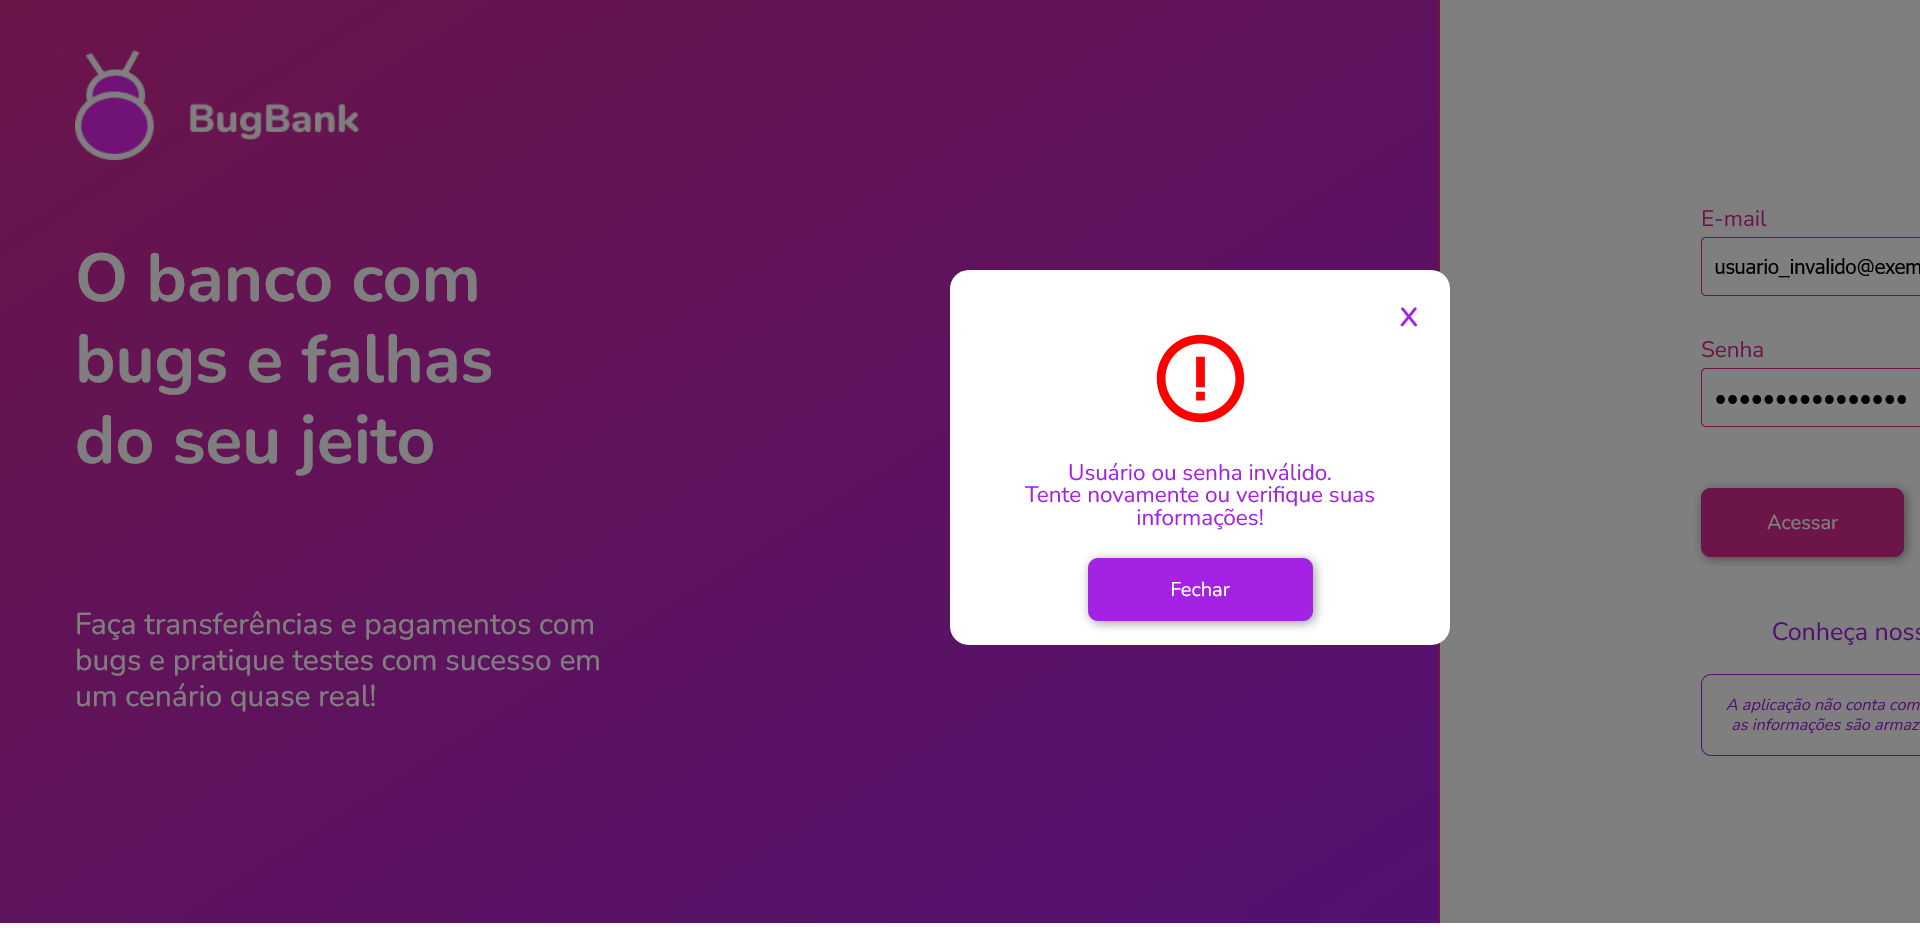 BugBank
O banco com
bugs e falhas
do seu jeito
Faça transferências e pagamentos com
bugs e pratique testes com sucesso em
um cenário quase real!
X
Usuário ou senha inválido.
Tente novamente ou verifique suas
informações!
Fechar
E-mail
usuario_invalido@exem
Senha
Acessar
Conheça noss
A aplicação não conta com
as informações são armaz